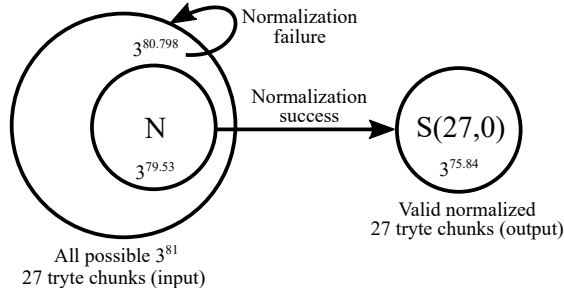 Normalization
failure
3^80.798
N
3^79.53
Normalization
success
S(27,0)
3^75.84
All possible 3^81
27 tryte chunks (input)
Valid normalized
27 tryte chunks (output)